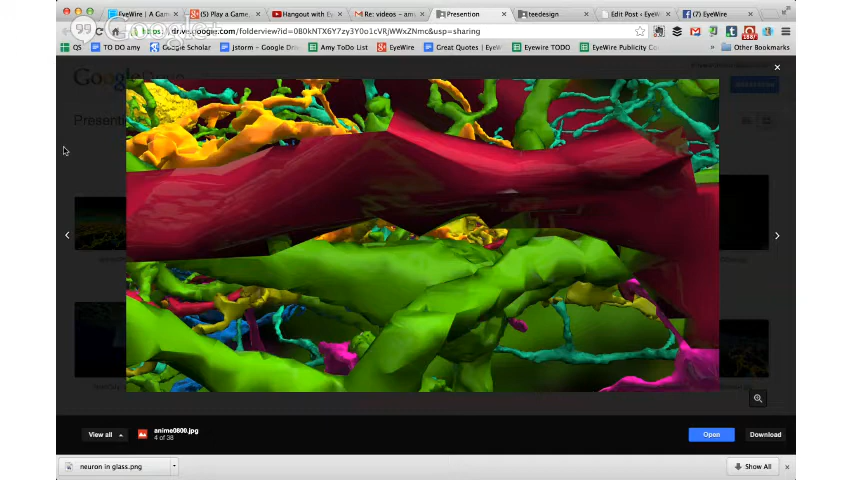 EyeWire | A Gam
(5) Play a Game,
Hangout with Ey
Re: videos - am
Presention
teedesign
Edit Post ‹ EyeW
(7) EyeWire
drive.google.com/folderview?id=0B0kNTX6Y7zy3Y0o1cVRjWWxZNmc&usp=sharing
QS
TO DO amy
Google Scholar
jstorm - Google Driv
Amy ToDo List
EyeWire
Great Quotes | EyeW
Eyewire TODO
EyeWire Publicity Co
Other Bookmarks
Google
View all
anime0800.jpg
4 of 38
Open
Download
neuron in glass.png
Show All